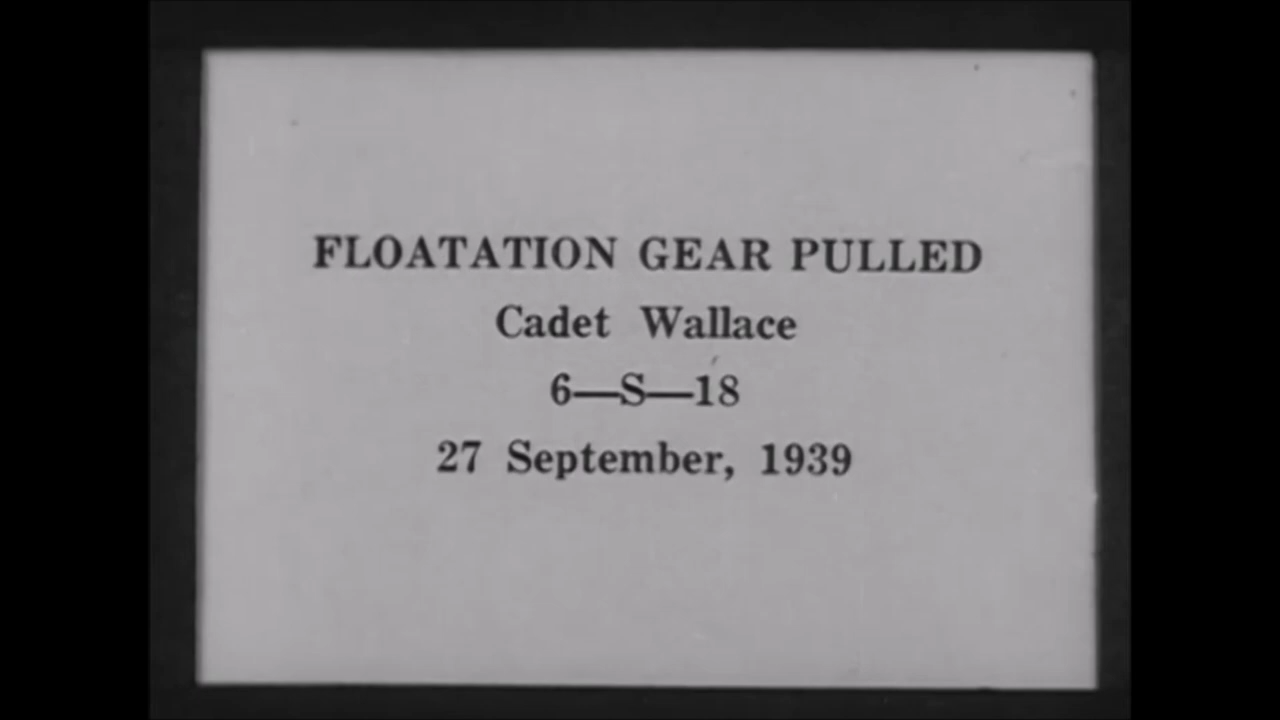 FLOATATION GEAR PULLED
Cadet Wallace
6—S—18
27 September, 1939